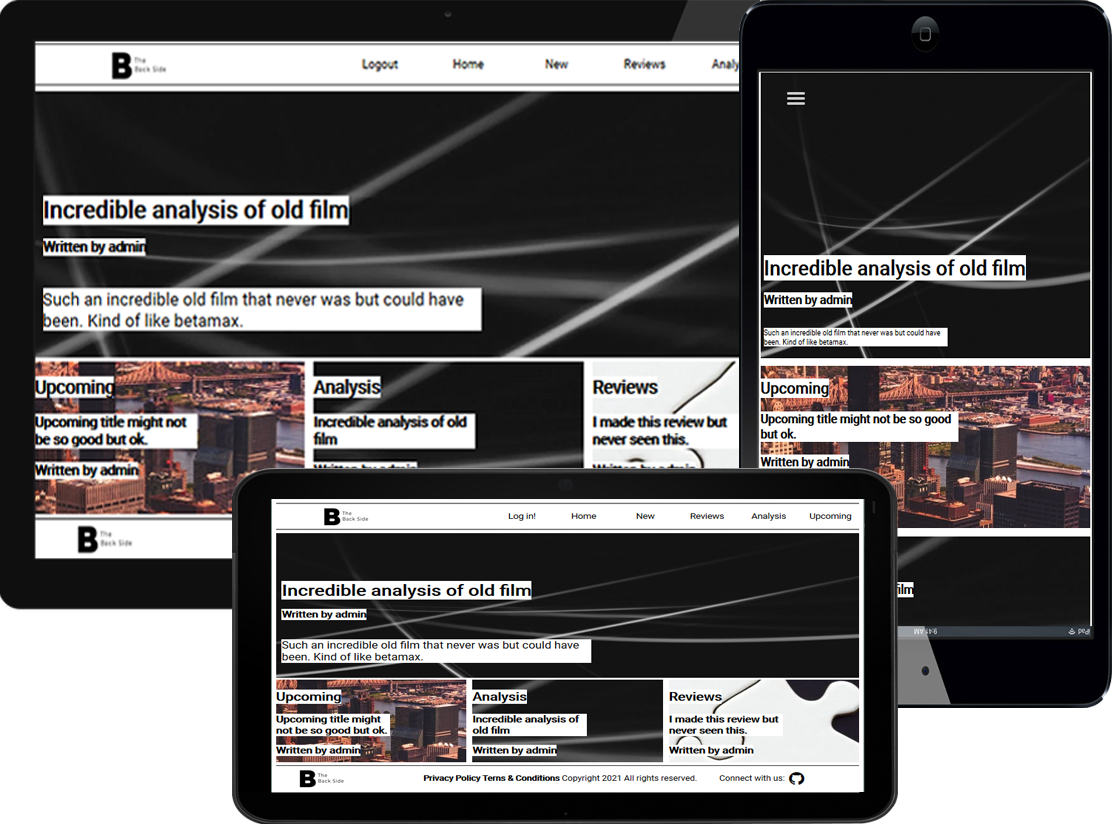 B The
Back Side
Logout Home New Reviews Analy
Incredible analysis of old film
Written by admin
Such an incredible old film that never was but could have
been. Kind of like betamax.
Upcoming
Upcoming title might not
be so good but ok.
Written by admin
Analysis
Incredible analysis of old
film
Written by admin
Reviews
I made this review but
never seen this.
Written by admin
B The
Back Side
Incredible analysis of old film
Written by admin
Such an incredible old film that never was but could have
been. Kind of like betamax.
Upcoming
Upcoming title might not be so good
but ok.
Written by admin
ilm
iPod 9:41 AM
B The
Back Side
Log in! Home New Reviews Analysis Upcoming
Incredible analysis of old film
Written by admin
Such an incredible old film that never was but could have
been. Kind of like betamax.
Upcoming
Upcoming title might
not be so good but ok.
Written by admin
Analysis
Incredible analysis of
old film
Written by admin
Reviews
I made this review but
never seen this.
Written by admin
B The
Back Side
Privacy Policy Terms & Conditions Copyright 2021 All rights reserved. Connect with us: